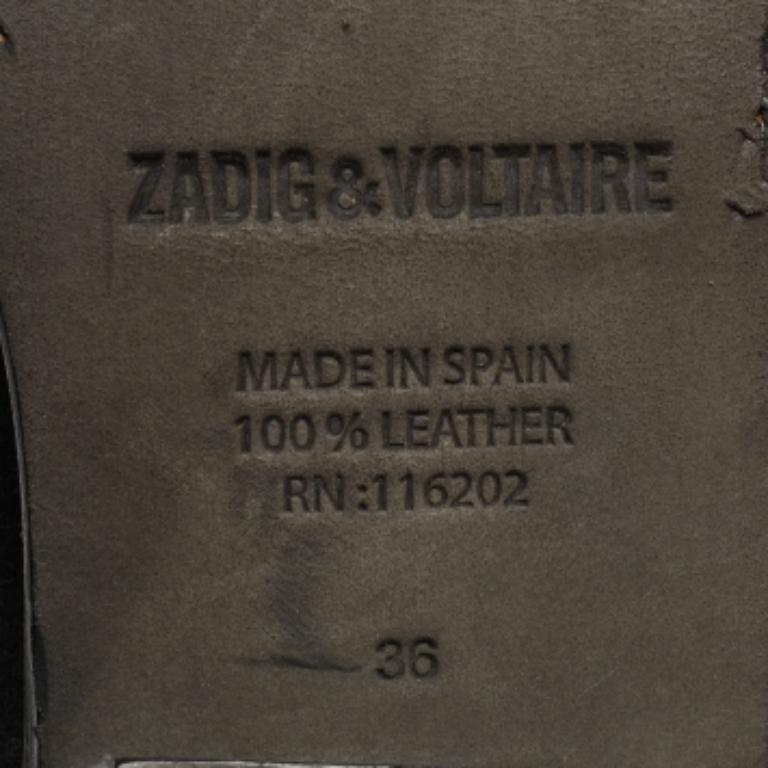 ZADIG & VOLTAIRE
MADE IN SPAIN
100 % LEATHER
RN :116202
36